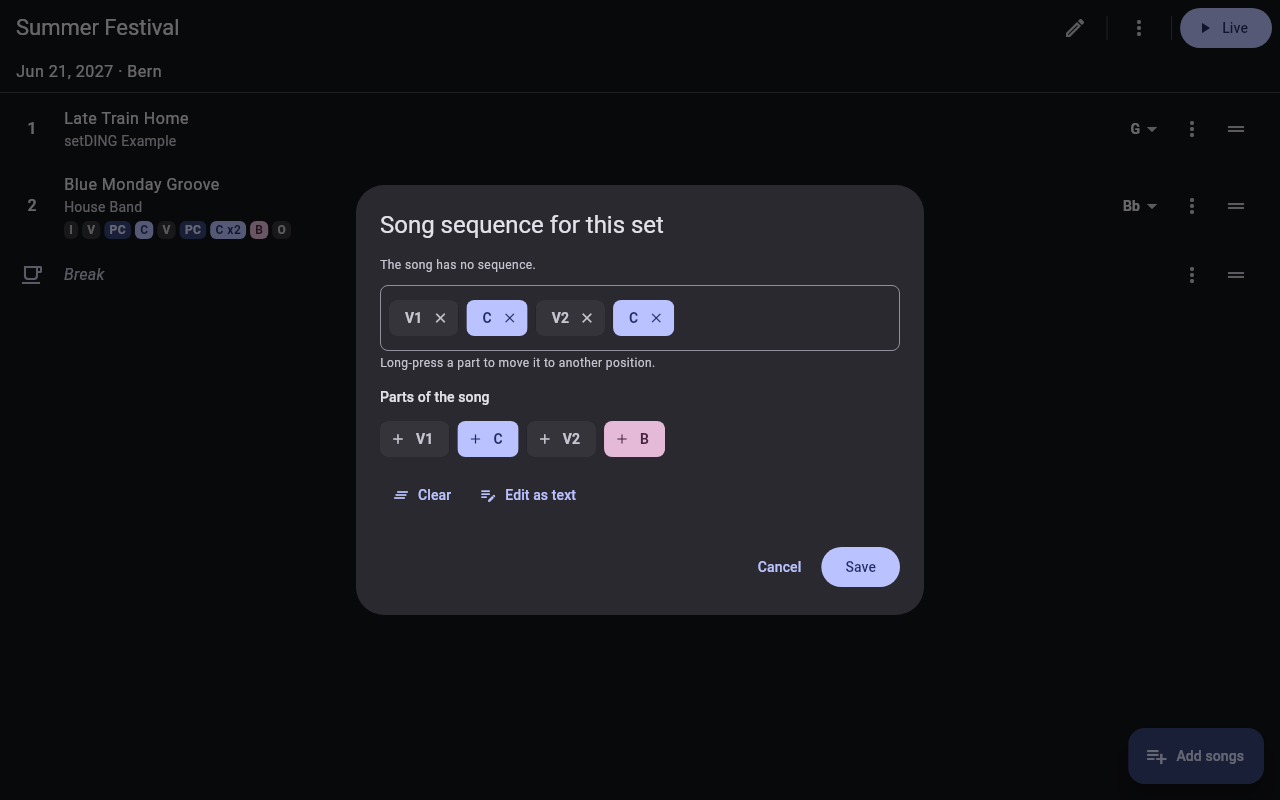 Summer Festival
Live
Jun 21, 2027 · Bern
1
Late Train Home
setDING Example
G
2
Blue Monday Groove
House Band
I V PC C V PC C x2 B O
Bb
Break
Song sequence for this set
The song has no sequence.
V1 C V2 C
Long-press a part to move it to another position.
Parts of the song
V1 C V2 B
Clear Edit as text
Cancel Save
Add songs